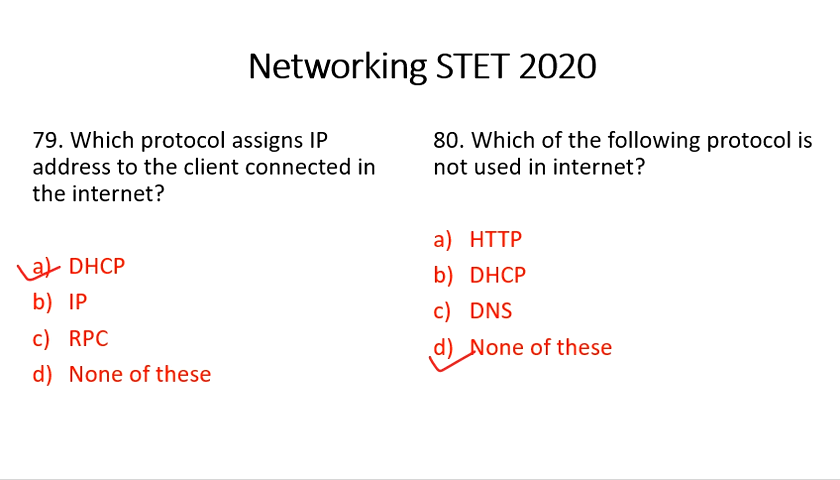 Networking STET 2020
79. Which protocol assigns IP
address to the client connected in
the internet?
a) DHCP
b) IP
c) RPC
d) None of these
80. Which of the following protocol is
not used in internet?
a) HTTP
b) DHCP
c) DNS
d) None of these